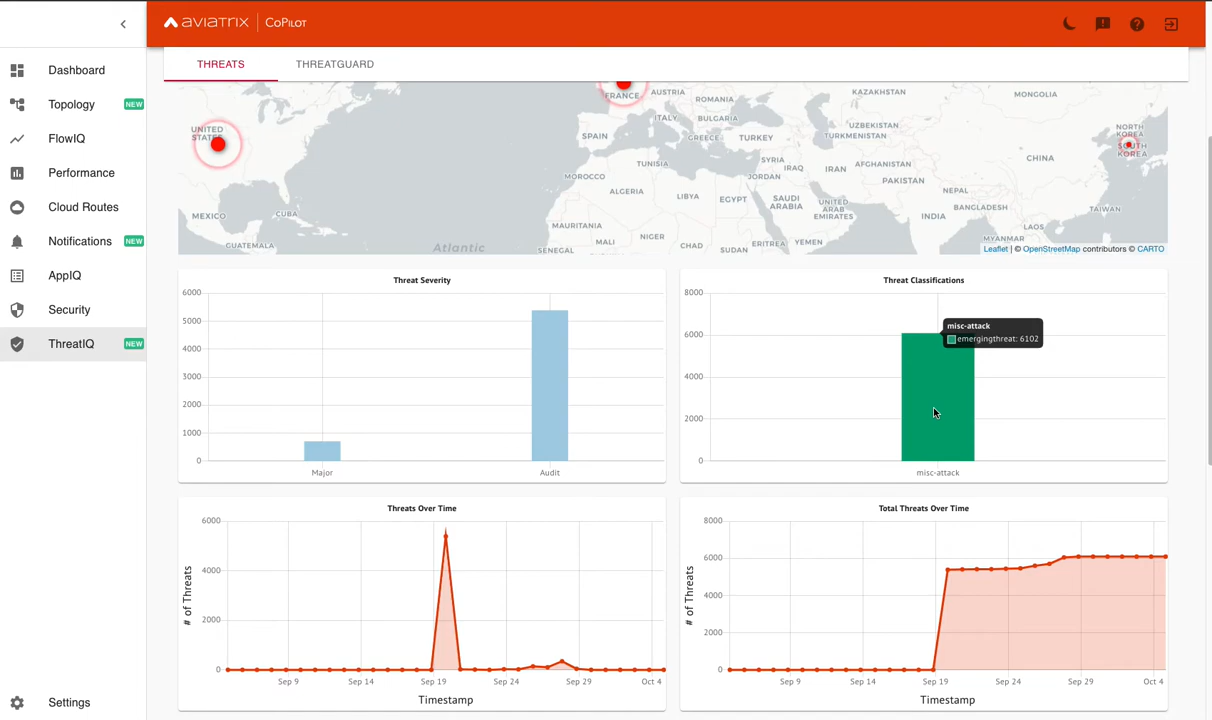 AVIATRIX | COPILOT
Dashboard
Topology NEW
FlowIQ
Performance
Cloud Routes
Notifications NEW
AppIQ
Security
ThreatIQ NEW
Settings
THREATS THREATGUARD
FRANCE
AUSTRIA
ROMANIA
KAZAKHSTAN
MONGOLIA
UNITED
STATES
SPAIN
ITALY
BULGARIA
GREECE
TURKEY
UZBEKISTAN
TURKMENISTAN
NORTH
KOREA
SOUTH
KOREA
CHINA
TUNISIA
SYRIA
IRAQ
IRAN
AFGHANISTAN
MOROCCO
JORDAN
PAKISTAN
ALGERIA
LIBYA
EGYPT
SAUDI
ARABIA
UNITED
ARAB
EMIRATES
NEPAL
BANGLADESH
TAIWAN
MEXICO
CUBA
INDIA
MAURITANIA
MYANMAR
LAOS
GUATEMALA
Atlantic
SENEGAL
MALI
NIGER
CHAD
SUDAN
ERITREA
YEMEN
Leaflet | © OpenStreetMap contributors © CARTO
Threat Severity
6000
5000
4000
3000
2000
1000
0
Major Audit
Threat Classifications
8000
6000
4000
2000
0
misc-attack
emergingthreat: 6102
misc-attack
Threats Over Time
# of Threats
6000
4000
2000
0
Sep 9 Sep 14 Sep 19 Sep 24 Sep 29 Oct 4
Timestamp
Total Threats Over Time
# of Threats
8000
6000
4000
2000
0
Sep 9 Sep 14 Sep 19 Sep 24 Sep 29 Oct 4
Timestamp